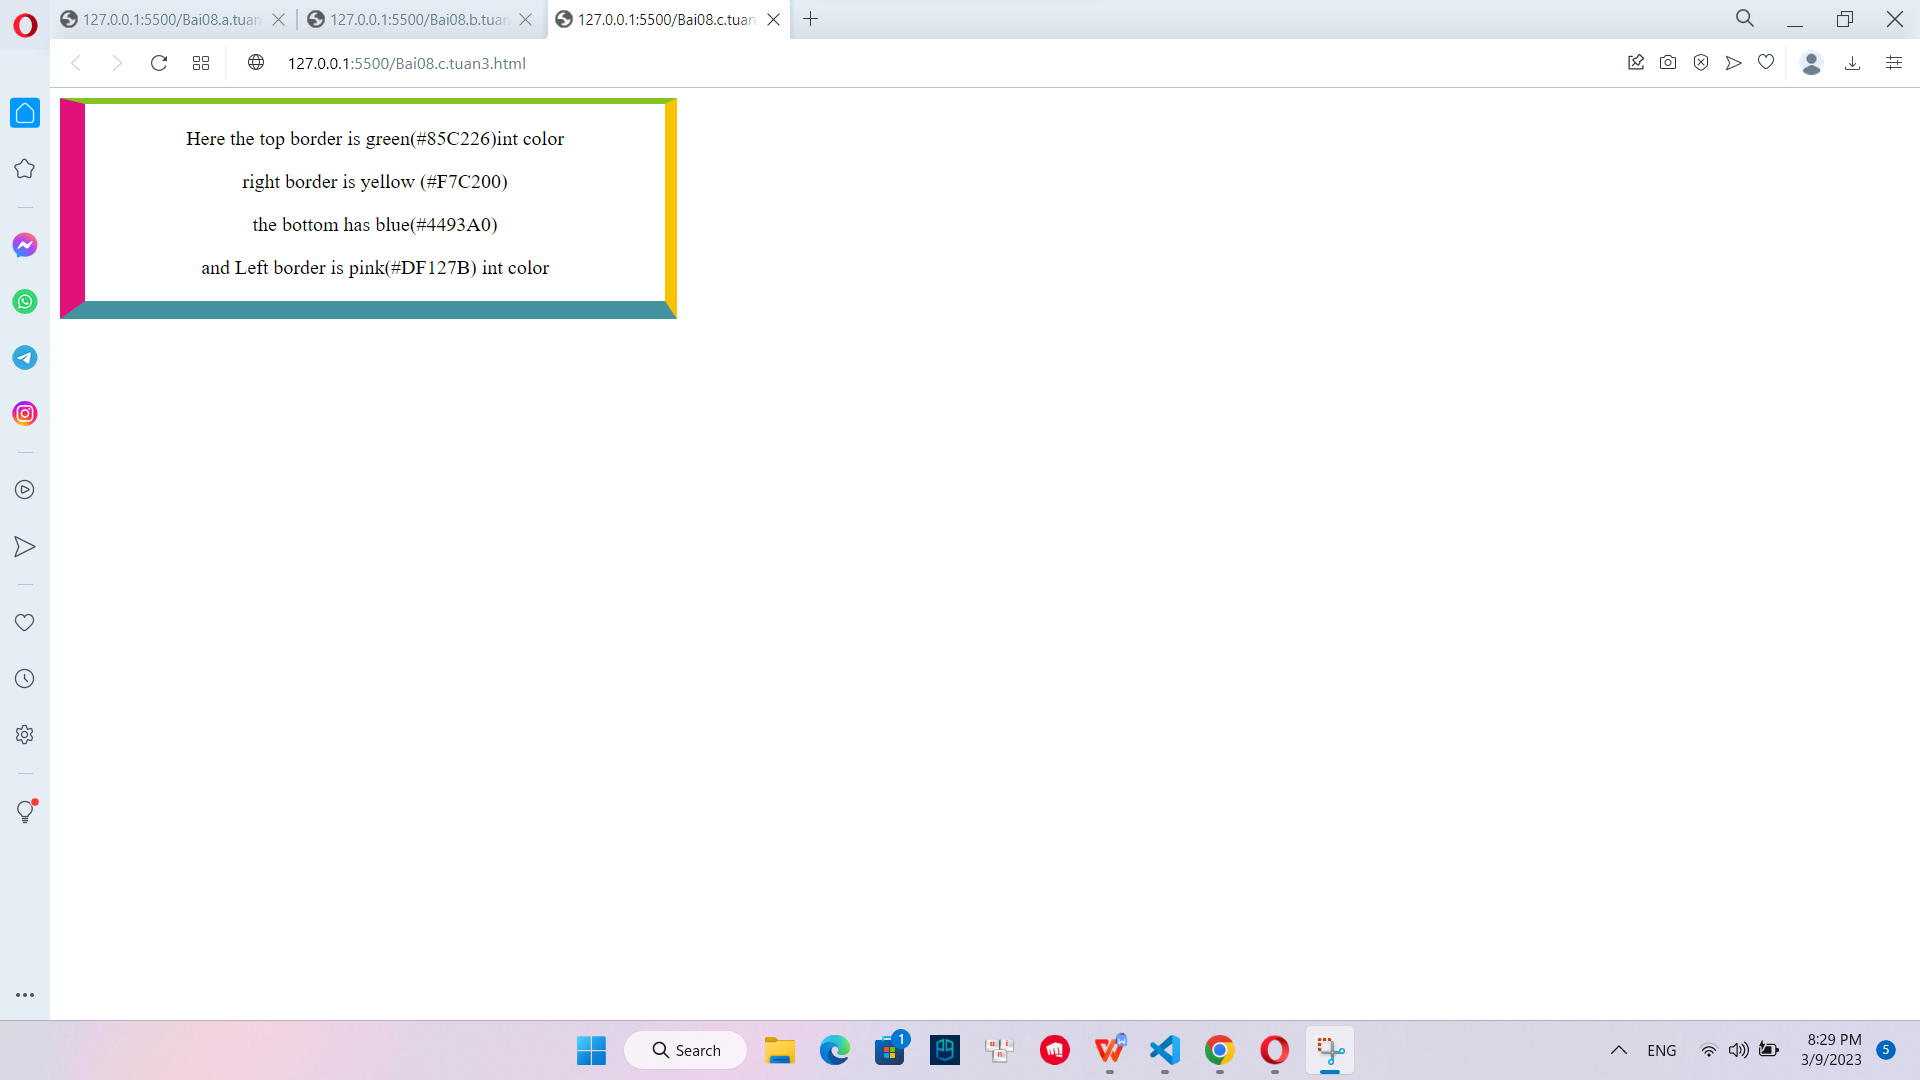 127.0.0.1:5500/Bai08.a.tuan
127.0.0.1:5500/Bai08.b.tuan
127.0.0.1:5500/Bai08.c.tuan
127.0.0.1:5500/Bai08.c.tuan3.html
Here the top border is green(#85C226)int color
right border is yellow (#F7C200)
the bottom has blue(#4493A0)
and Left border is pink(#DF127B) int color
Search
1
ENG
8:29 PM
3/9/2023
5